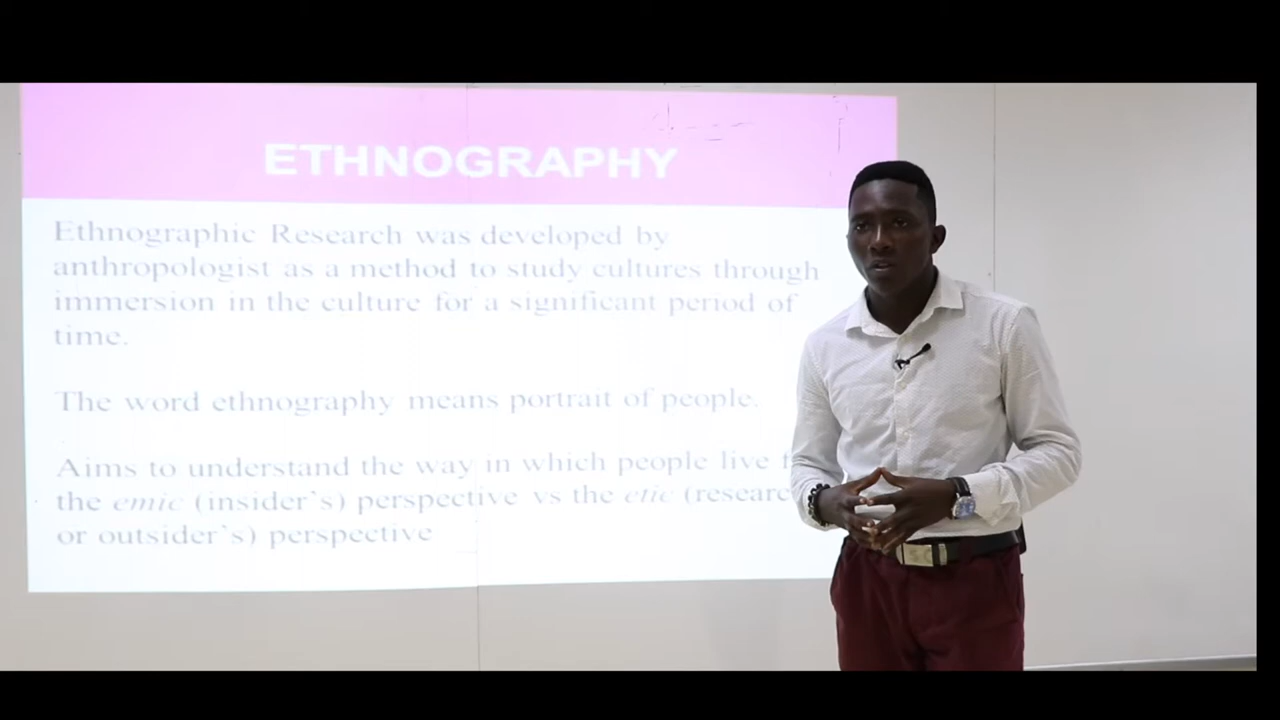 ETHNOGRAPHY
Ethnographic Research was developed by
anthropologist as a method to study cultures through
immersion in the culture for a significant period of
time.
The word ethnography means portrait of people.
Aims to understand the way in which people live
the emic (insider's) perspective vs the etic
or outsider's) perspective